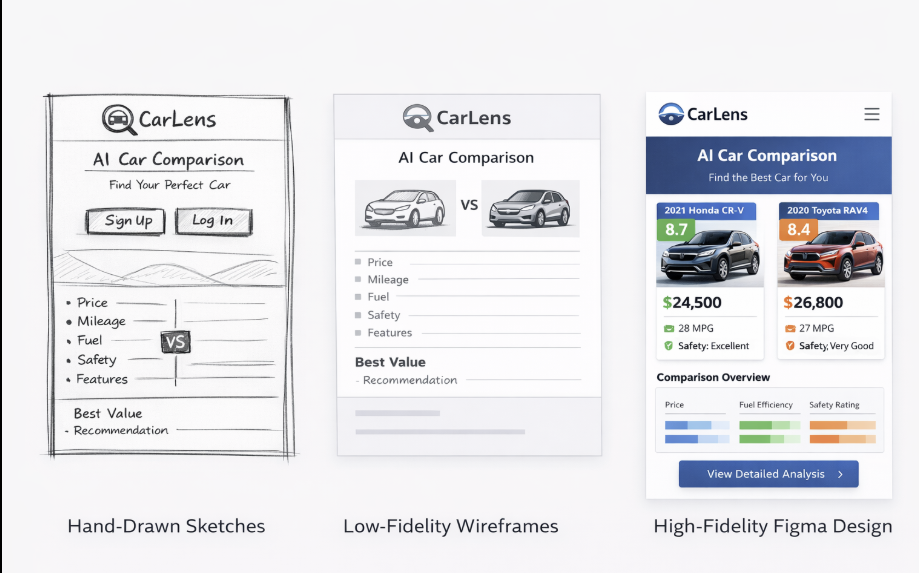 CarLens
AI Car Comparison
Find Your Perfect Car
Sign Up
Log In
• Price
• Mileage
• Fuel
• Safety
• Features
VS
Best Value
- Recommendation
Hand-Drawn Sketches
CarLens
AI Car Comparison
VS
Price
Mileage
Fuel
Safety
Features
Best Value
- Recommendation
Low-Fidelity Wireframes
CarLens
AI Car Comparison
Find the Best Car for You
2021 Honda CR-V
8.7
$24,500
28 MPG
Safety: Excellent
2020 Toyota RAV4
8.4
$26,800
27 MPG
Safety, Very Good
Comparison Overview
Price
Fuel Efficiency
Safety Rating
View Detailed Analysis >
High-Fidelity Figma Design